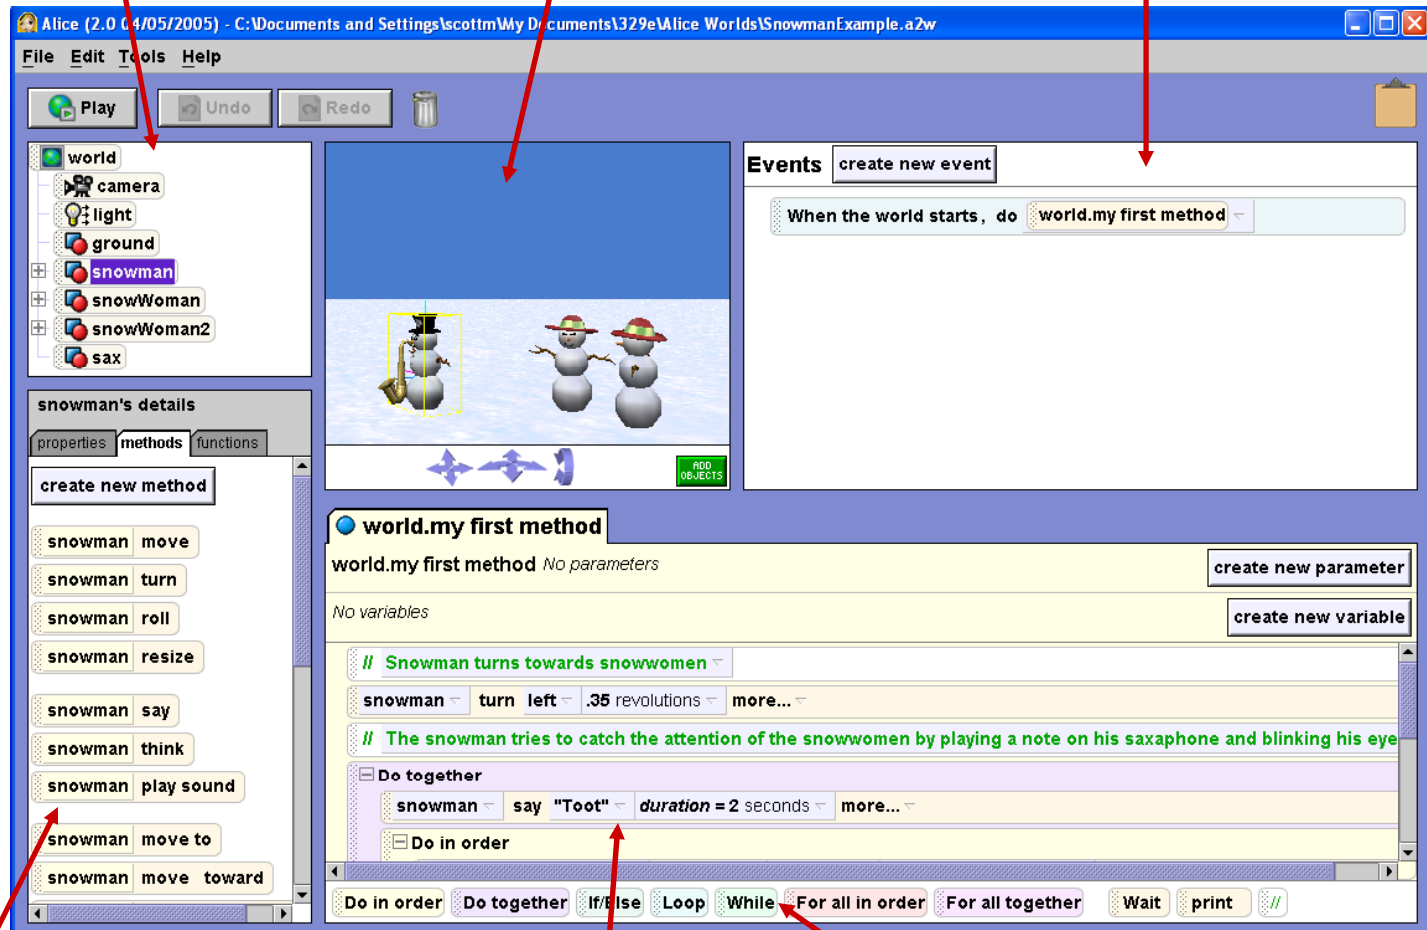 Alice (2.0 04/05/2005) - C:\Documents and Settings\scottm\My Documents\329e\Alice Worlds\SnowmanExample.a2w
File Edit Tools Help
Play Undo Redo
world
camera
light
ground
snowman
snowWoman
snowWoman2
sax
ADD OBJECTS
Events create new event
When the world starts, do world.my first method
snowman's details
properties methods functions
create new method
snowman move
snowman turn
snowman roll
snowman resize
snowman say
snowman think
snowman play sound
snowman move to
snowman move toward
world.my first method
world.my first method No parameters create new parameter
No variables create new variable
// Snowman turns towards snowwomen
snowman turn left .35 revolutions more...
// The snowman tries to catch the attention of the snowwomen by playing a note on his saxaphone and blinking his eye
Do together
snowman say "Toot" duration = 2 seconds more...
Do in order
Do in order Do together If/Else Loop While For all in order For all together Wait print //